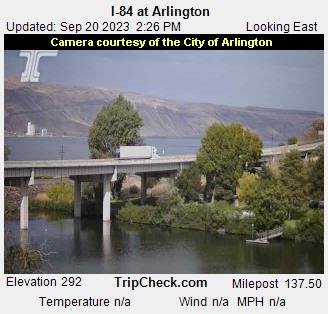 I-84 at Arlington
Updated: Sep 20 2023 2:26 PM Looking East
Camera courtesy of the City of Arlington
Elevation 292 TripCheck.com Milepost 137.50
Temperature n/a Wind n/a MPH n/a